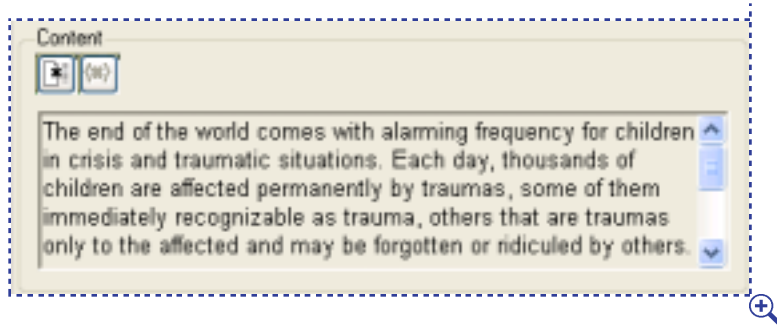 Content
The end of the world comes with alarming frequency for children
in crisis and traumatic situations. Each day, thousands of
children are affected permanently by traumas, some of them
immediately recognizable as trauma, others that are traumas
only to the affected and may be forgotten or ridiculed by others.